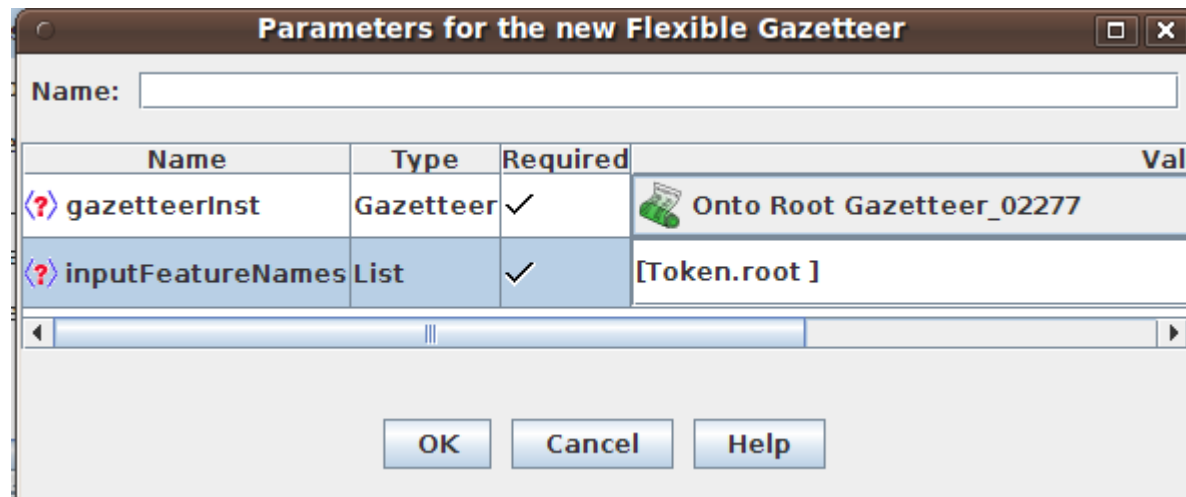 Parameters for the new Flexible Gazetteer
Name:
Name Type Required Val
<?> gazetteerInst Gazetteer ✓ Onto Root Gazetteer_02277
<?> inputFeatureNames List ✓ [Token.root ]
OK Cancel Help